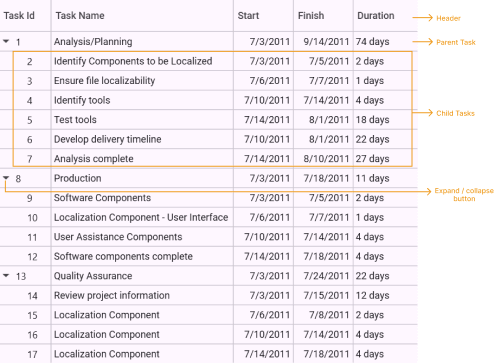 Task Id Task Name Start Finish Duration Header
1 Analysis/Planning 7/3/2011 9/14/2011 74 days Parent Task
2 Identify Components to be Localized 7/3/2011 7/5/2011 2 days
3 Ensure file localizability 7/6/2011 7/7/2011 1 days
4 Identify tools 7/10/2011 7/14/2011 4 days
5 Test tools 7/14/2011 8/1/2011 18 days Child Tasks
6 Develop delivery timeline 7/10/2011 8/1/2011 22 days
7 Analysis complete 7/14/2011 8/10/2011 27 days
8 Production 7/3/2011 7/18/2011 11 days
Expand / collapse
button
9 Software Components 7/3/2011 7/5/2011 2 days
10 Localization Component - User Interface 7/6/2011 7/7/2011 1 days
11 User Assistance Components 7/10/2011 7/14/2011 4 days
12 Software components complete 7/14/2011 7/18/2011 4 days
13 Quality Assurance 7/3/2011 7/24/2011 22 days
14 Review project information 7/3/2011 7/15/2011 12 days
15 Localization Component 7/6/2011 7/8/2011 2 days
16 Localization Component 7/10/2011 7/14/2011 4 days
17 Localization Component 7/14/2011 7/18/2011 4 days